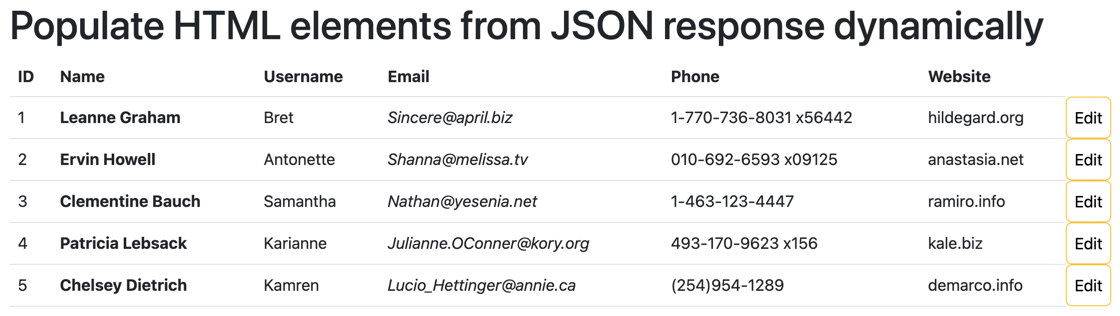 Populate HTML elements from JSON response dynamically
ID Name Username Email Phone Website
1 Leanne Graham Bret Sincere@april.biz 1-770-736-8031 x56442 hildegard.org Edit
2 Ervin Howell Antonette Shanna@melissa.tv 010-692-6593 x09125 anastasia.net Edit
3 Clementine Bauch Samantha Nathan@yesenia.net 1-463-123-4447 ramiro.info Edit
4 Patricia Lebsack Karianne Julianne.OConner@kory.org 493-170-9623 x156 kale.biz Edit
5 Chelsey Dietrich Kamren Lucio_Hettinger@annie.ca (254)954-1289 demarco.info Edit